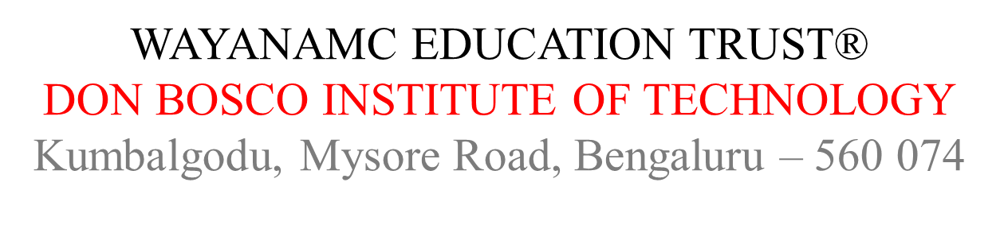 WAYANAMC EDUCATION TRUST®
DON BOSCO INSTITUTE OF TECHNOLOGY
Kumbalgodu, Mysore Road, Bengaluru – 560 074